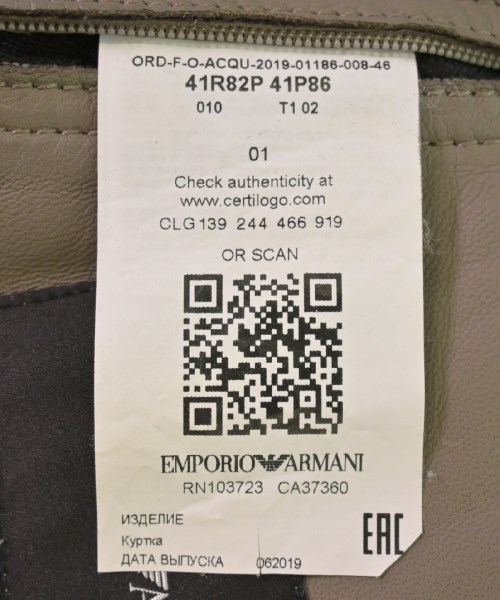 ORD-F-O-ACQU-2019-01186-008-46
41R82P 41P86
010 T1 02
01
Check authenticity at
www.certilogo.com
CLG 139 244 466 919
OR SCAN
EMPORIO ARMANI
RN103723 CA37360
ИЗДЕЛИЕ
Куртка
ДАТА ВЫПУСКА 062019
EAC